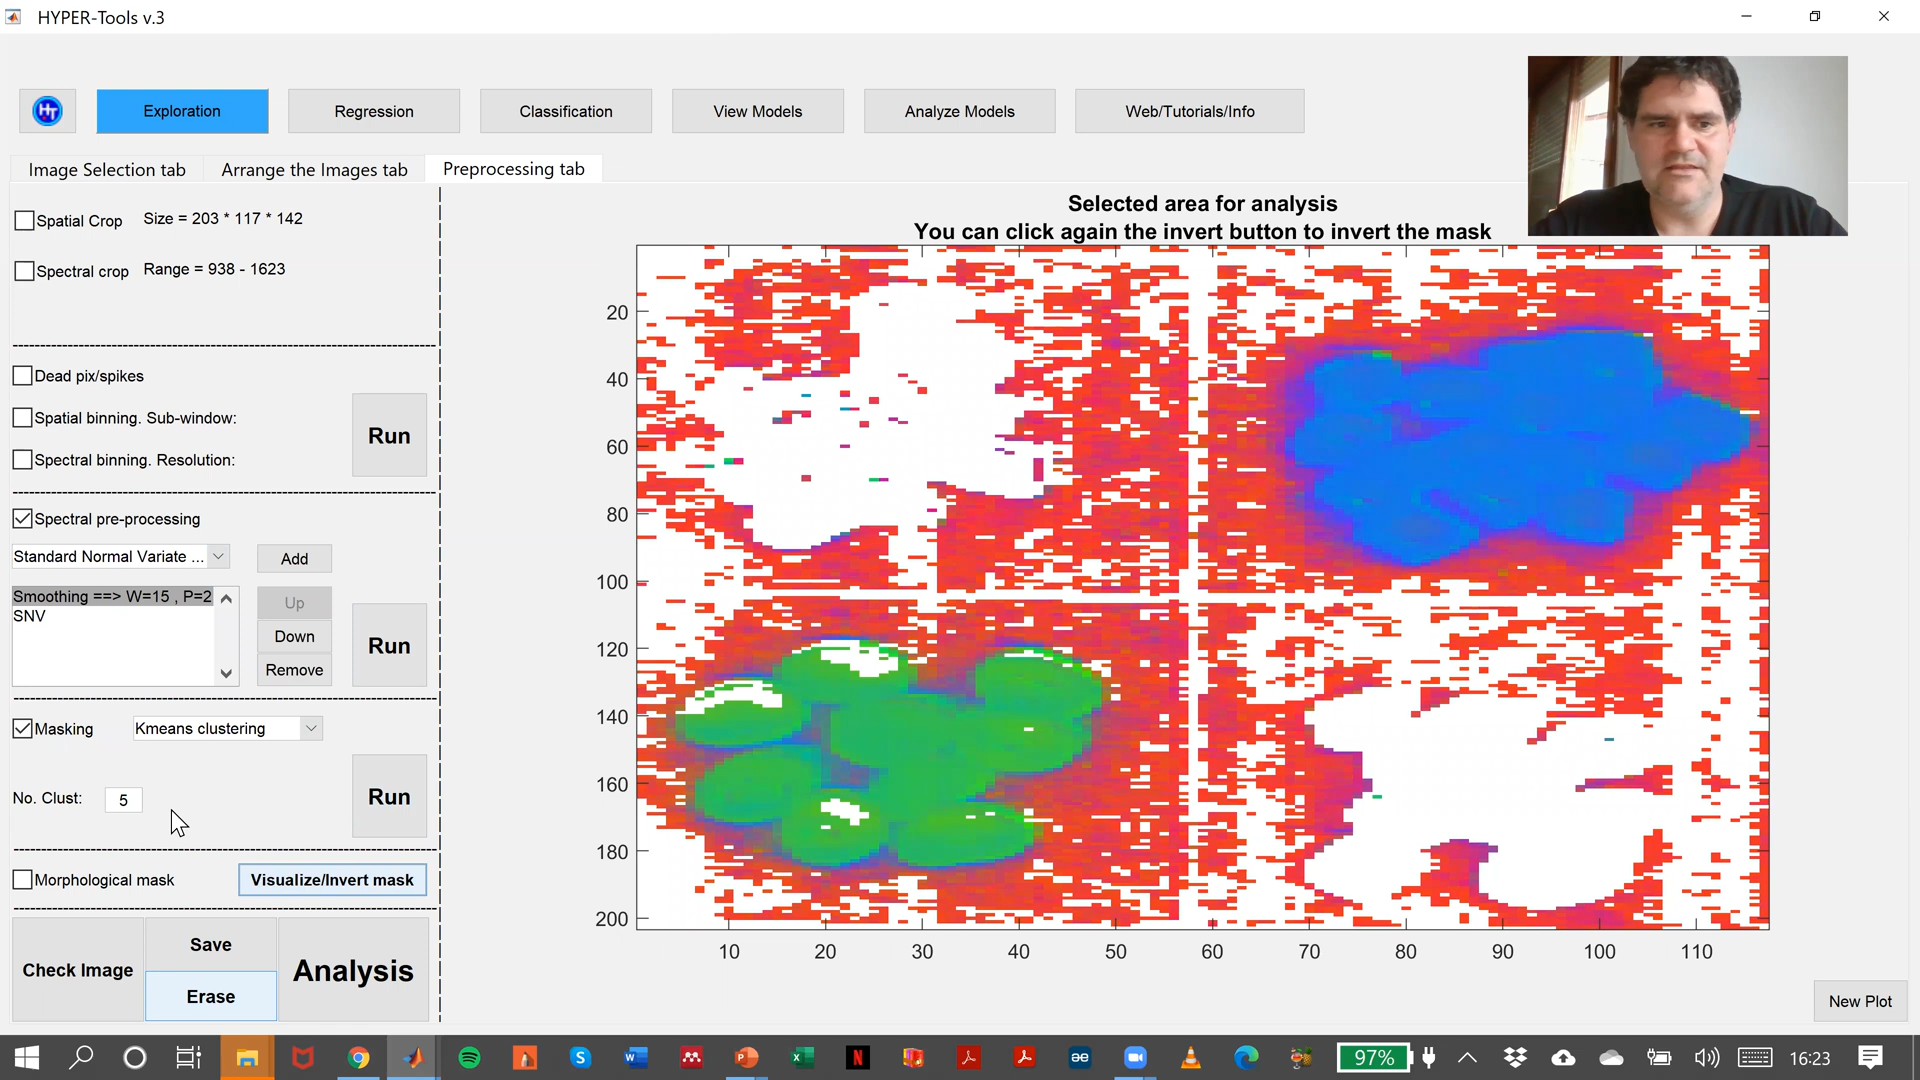 HYPER-Tools v.3
HT
Exploration
Regression
Classification
View Models
Analyze Models
Web/Tutorials/Info
Image Selection tab
Arrange the Images tab
Preprocessing tab
Spatial Crop
Size = 203 * 117 * 142
Spectral crop
Range = 938 - 1623
Dead pix/spikes
Spatial binning. Sub-window:
Spectral binning. Resolution:
Run
Spectral pre-processing
Standard Normal Variate ...
Add
Smoothing ==> W=15 , P=2
SNV
Up
Down
Remove
Run
Masking
Kmeans clustering
No. Clust:
5
Run
Morphological mask
Visualize/Invert mask
Check Image
Save
Erase
Analysis
Selected area for analysis
You can click again the invert button to invert the mask
20
40
60
80
100
120
140
160
180
200
10
20
30
40
50
60
70
80
90
100
110
New Plot
97%
16:23